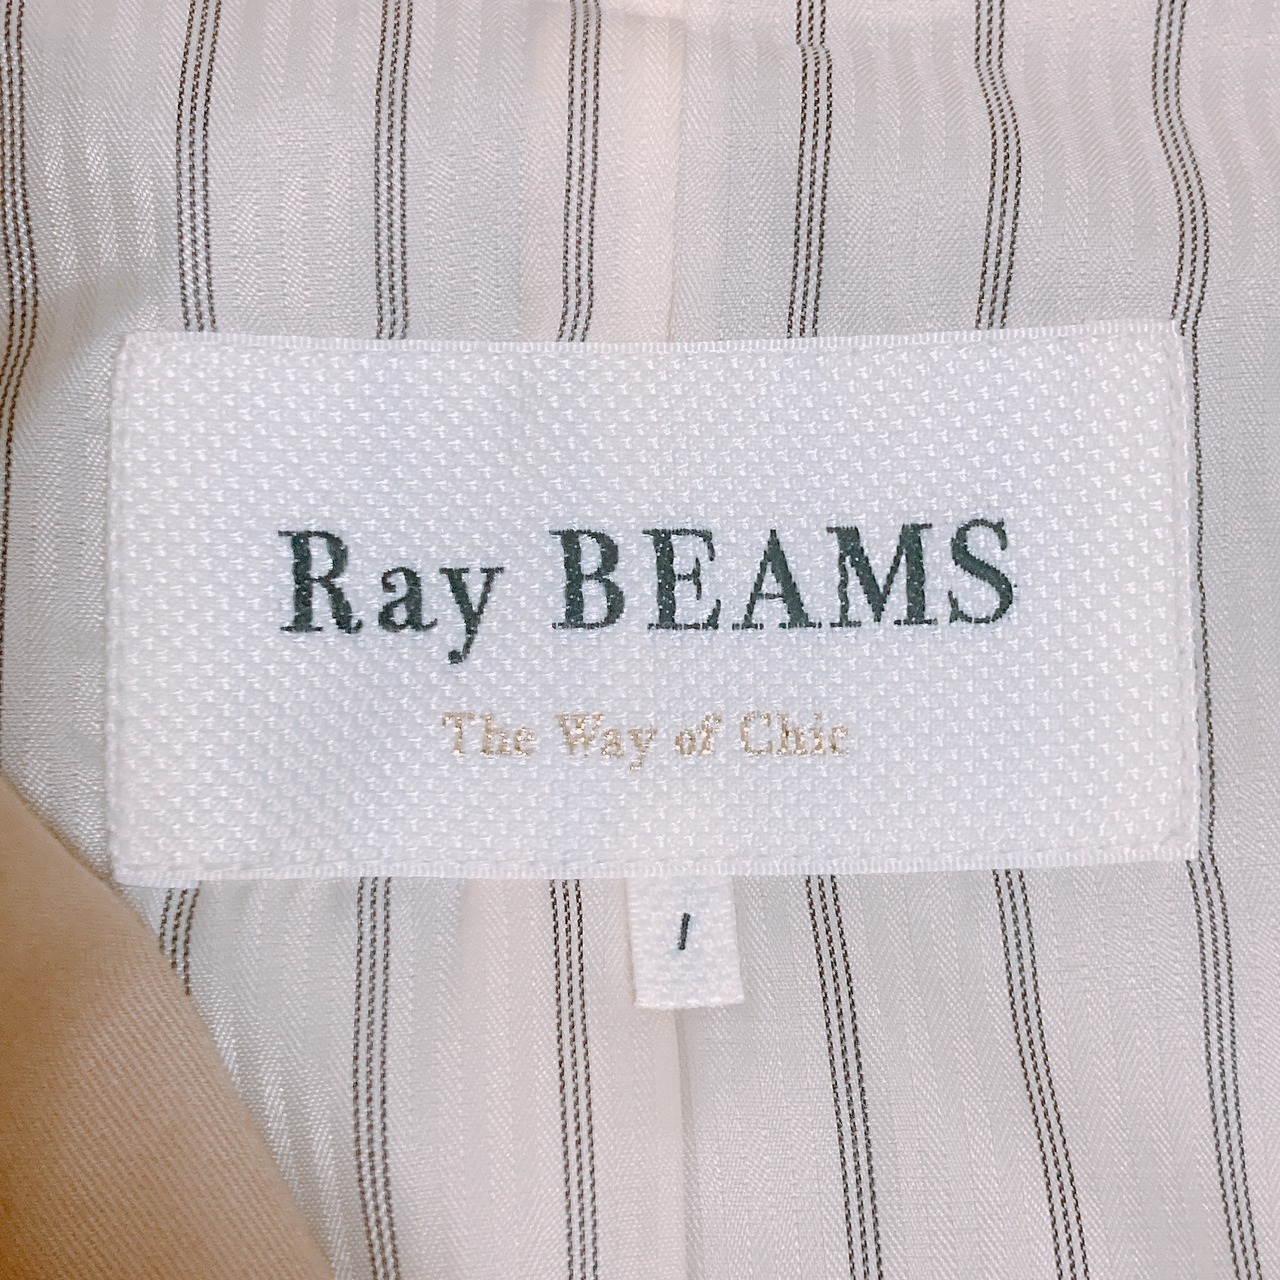 Ray BEAMS
The Way of Chic
1